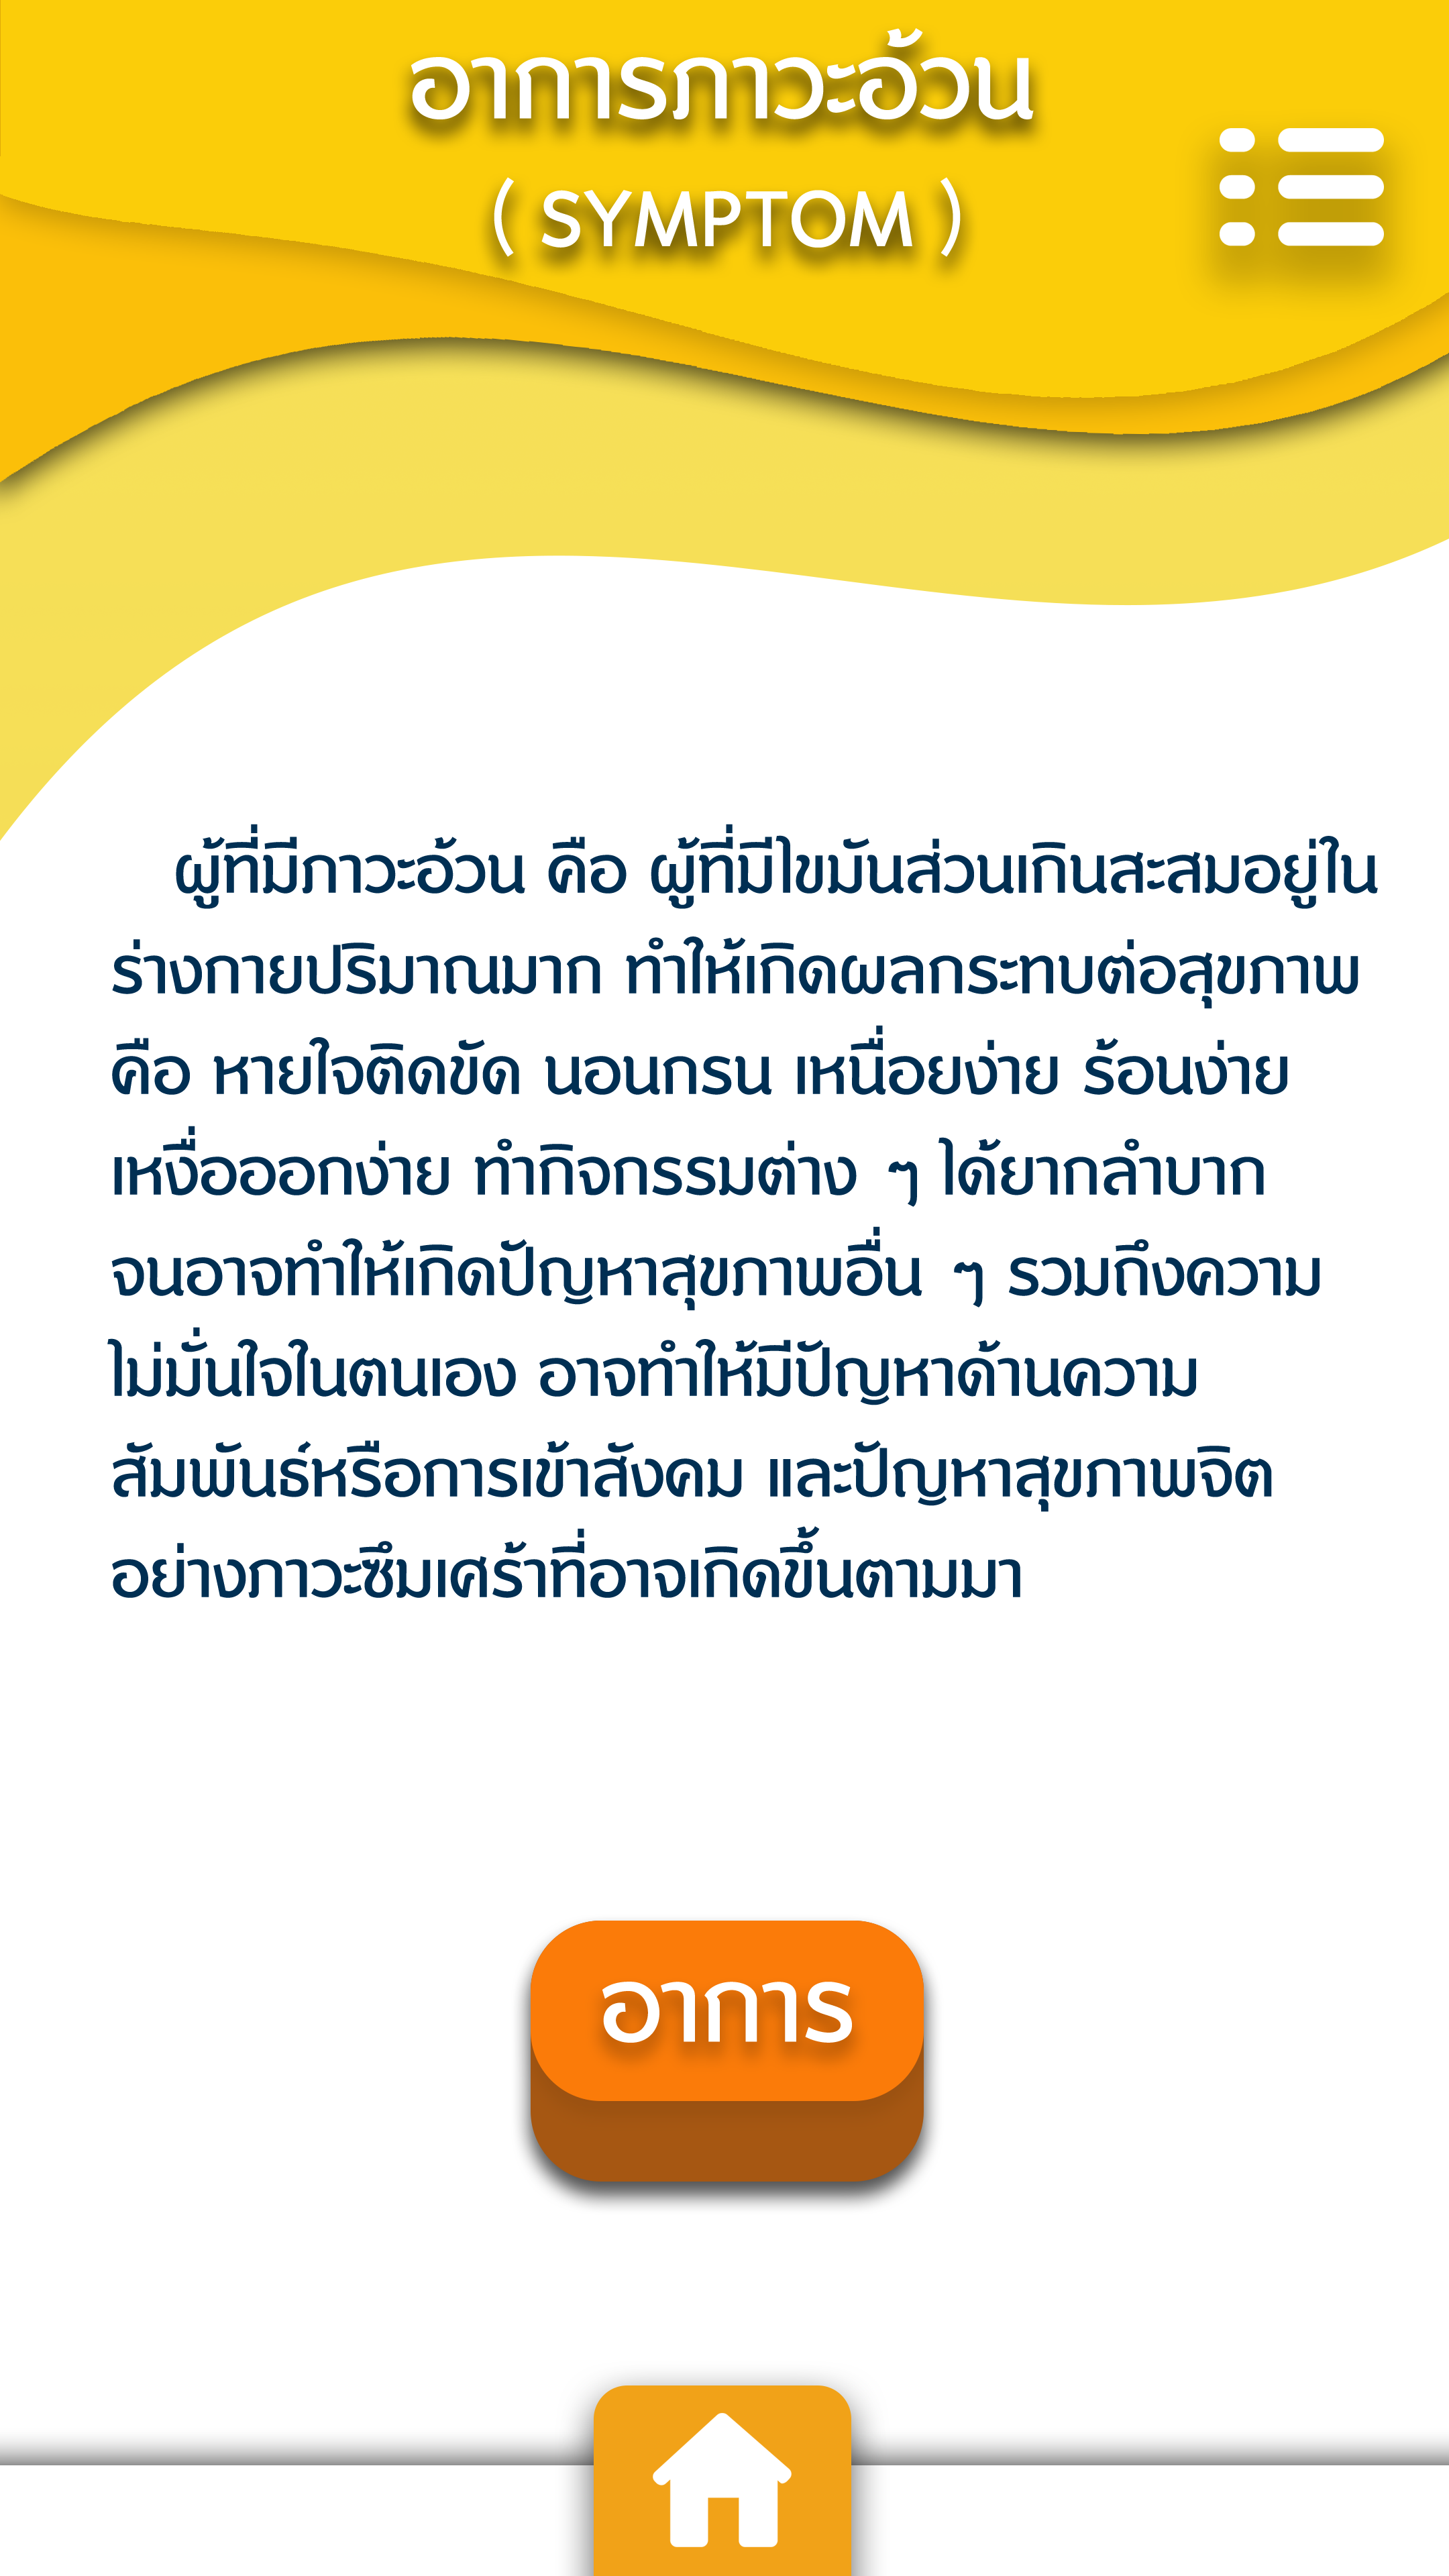 อาการภาวะอ้วน
( SYMPTOM )
ผู้ที่มีภาวะอ้วน คือ ผู้ที่มีไขมันส่วนเกินสะสมอยู่ใน
ร่างกายปริมาณมาก ทำให้เกิดผลกระทบต่อสุขภาพ
คือ หายใจติดขัด นอนกรน เหนื่อยง่าย ร้อนง่าย
เหงื่อออกง่าย ทำกิจกรรมต่าง ๆ ได้ยากลำบาก
จนอาจทำให้เกิดปัญหาสุขภาพอื่น ๆ รวมถึงความ
ไม่มั่นใจในตนเอง อาจทำให้มีปัญหาด้านความ
สัมพันธ์หรือการเข้าสังคม และปัญหาสุขภาพจิต
อย่างภาวะซึมเศร้าที่อาจเกิดขึ้นตามมา
อาการ